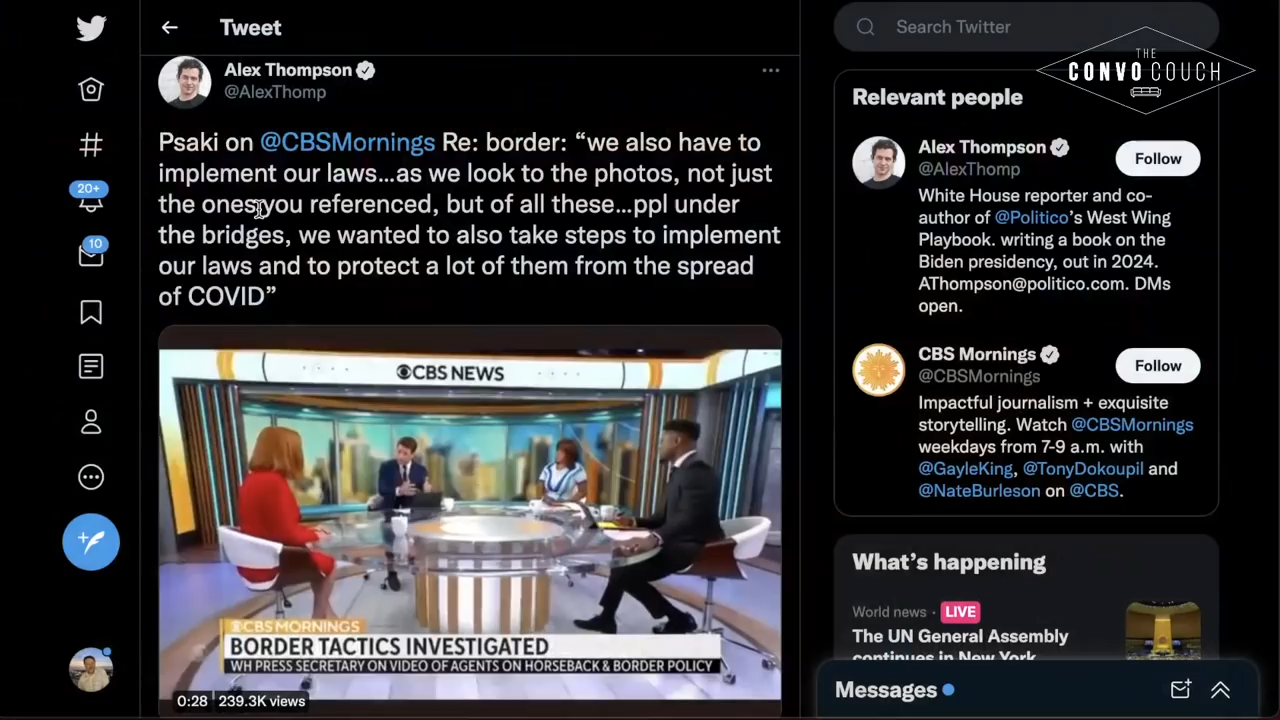 Tweet
Search Twitter
THE
CONVO COUCH
20+
10
Alex Thompson
@AlexThomp
Psaki on @CBSMornings Re: border: “we also have to
implement our laws...as we look to the photos, not just
the ones you referenced, but of all these...ppl under
the bridges, we wanted to also take steps to implement
our laws and to protect a lot of them from the spread
of COVID”
CBS NEWS
CBS MORNINGS
BORDER TACTICS INVESTIGATED
WH PRESS SECRETARY ON VIDEO OF AGENTS ON HORSEBACK & BORDER POLICY
0:28 239.3K views
Relevant people
Alex Thompson
@AlexThomp
Follow
White House reporter and co-
author of @Politico’s West Wing
Playbook. writing a book on the
Biden presidency, out in 2024.
AThompson@politico.com. DMs
open.
CBS Mornings
@CBSMornings
Follow
Impactful journalism + exquisite
storytelling. Watch @CBSMornings
weekdays from 7-9 a.m. with
@GayleKing, @TonyDokoupil and
@NateBurleson on @CBS.
What’s happening
World news · LIVE
The UN General Assembly
continues in New York
Messages